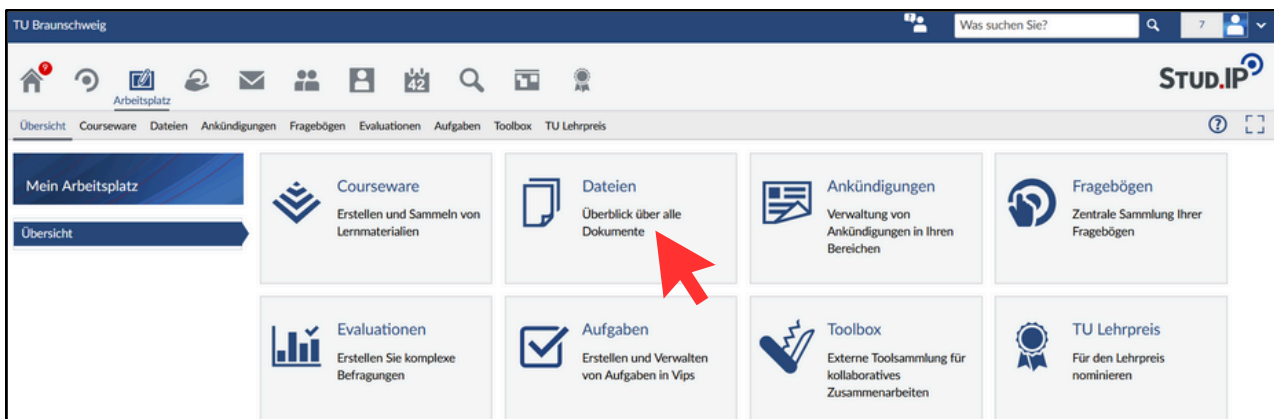 TU Braunschweig
Was suchen Sie?
7
9
42
Arbeitsplatz
STUD.IP
Übersicht Courseware Dateien Ankündigungen Fragebögen Evaluationen Aufgaben Toolbox TU Lehrpreis
Mein Arbeitsplatz
Übersicht
Courseware
Erstellen und Sammeln von
Lernmaterialien
Dateien
Überblick über alle
Dokumente
Ankündigungen
Verwaltung von
Ankündigungen in Ihren
Bereichen
Fragebögen
Zentrale Sammlung Ihrer
Fragebögen
Evaluationen
Erstellen Sie komplexe
Befragungen
Aufgaben
Erstellen und Verwalten
von Aufgaben in Vips
Toolbox
Externe Toolsammlung für
kollaboratives
Zusammenarbeiten
TU Lehrpreis
Für den Lehrpreis
nominieren